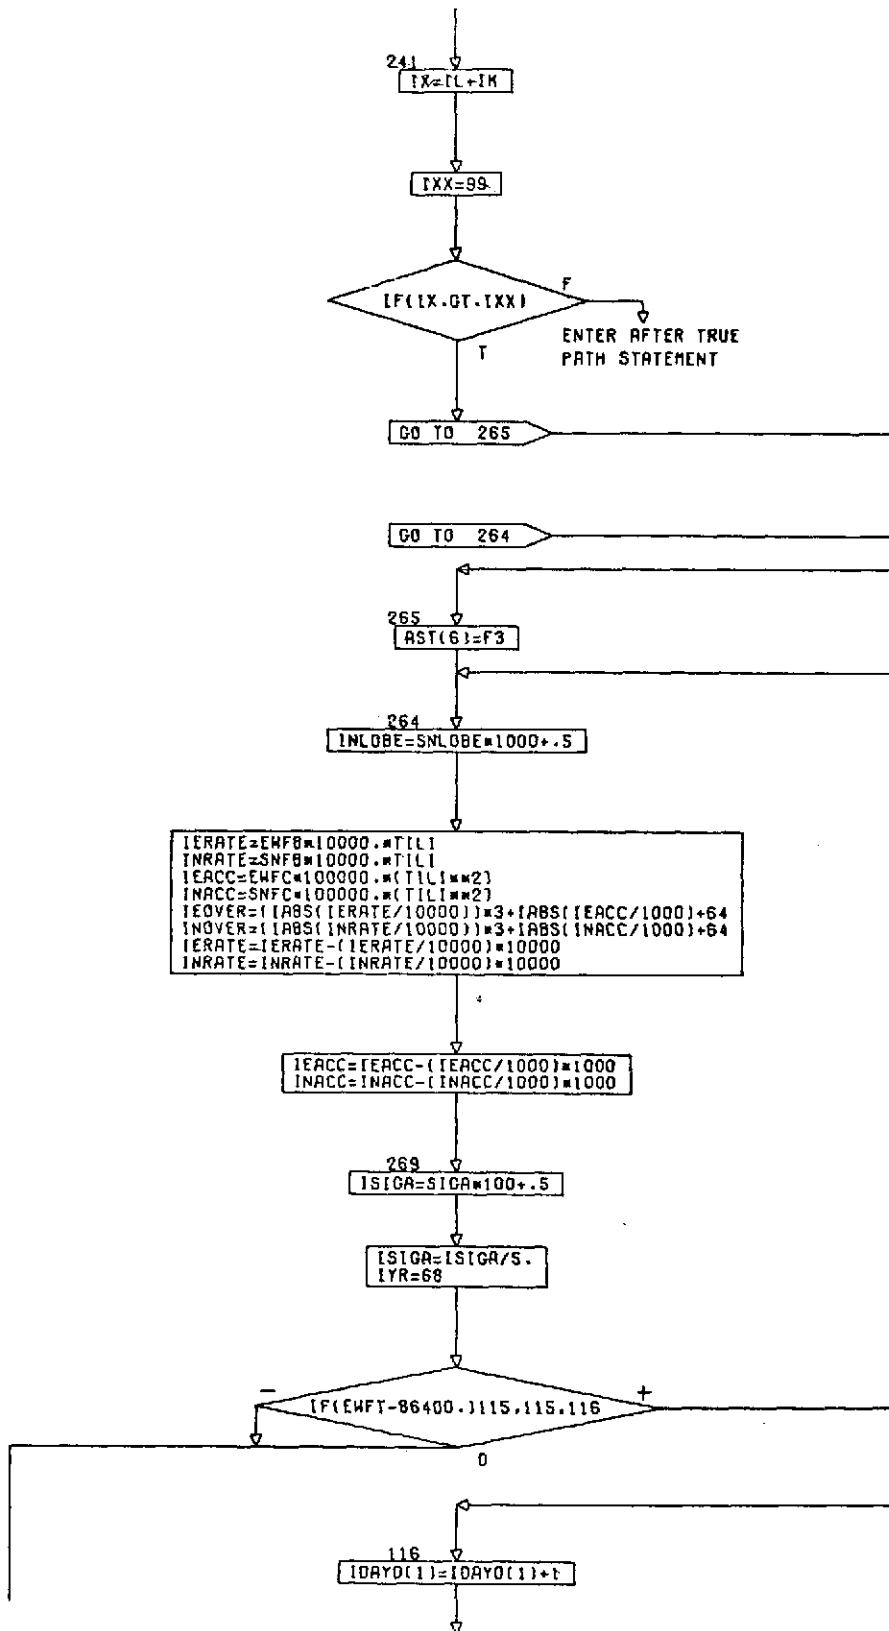 241
IX=IL+IM
IXX=99
IF(IX.GT.IXX)
F
ENTER AFTER TRUE
PATH STATEMENT
T
GO TO 265
GO TO 264
265
AST(6)=F3
264
INLOBE=SNLOBE*1000+.5
IERATE=EWFB*10000.*TILI
INRATE=SNFB*10000.*TILI
IEACC=EWFC*100000.*(TILI**2)
INACC=SNFC*100000.*(TILI**2)
IEOVER=(IABS(IERATE/10000))*3+IABS(IEACC/1000)+64
INOVER=(IABS(INRATE/10000))*3+IABS(INACC/1000)+64
IERATE=IERATE-(IERATE/10000)*10000
INRATE=INRATE-(INRATE/10000)*10000
IEACC=IEACC-(IEACC/1000)*1000
INACC=INACC-(INACC/1000)*1000
269
ISIGA=SIGA*100+.5
ISIGA=ISIGA/5.
IYR=68
- +
IF(EWFT-86400.)115,115,116
0
116
IDAYO(1)=IDAYO(1)+1